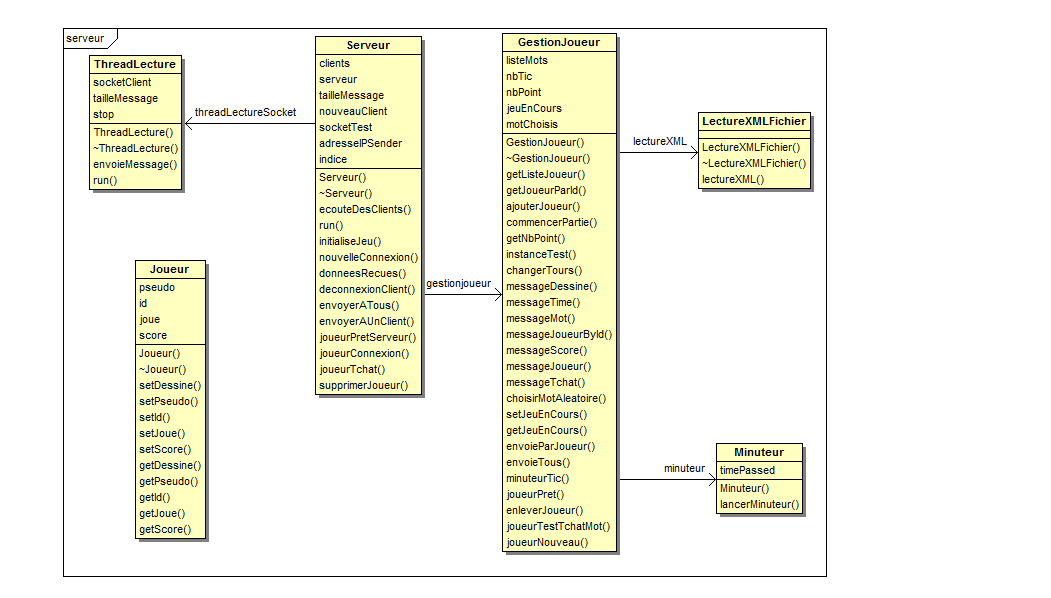 serveur
ThreadLecture
socketClient
tailleMessage
stop
ThreadLecture()
~ThreadLecture()
envoieMessage()
run()
threadLectureSocket
Serveur
clients
serveur
tailleMessage
nouveauClient
socketTest
adresseIPSender
indice
Serveur()
~Serveur()
ecouteDesClients()
run()
initialiseJeu()
nouvelleConnexion()
donneesRecues()
deconnexionClient()
envoyerATous()
envoyerAUnClient()
joueurPretServeur()
joueurConnexion()
joueurTchat()
supprimerJoueur()
gestionjoueur
GestionJoueur
listeMots
nbTic
nbPoint
jeuEnCours
motChoisis
GestionJoueur()
~GestionJoueur()
getListeJoueur()
getJoueurParId()
ajouterJoueur()
commencerPartie()
getNbPoint()
instanceTest()
changerTours()
messageDessine()
messageTime()
messageMot()
messageJoueurById()
messageScore()
messageJoueur()
messageTchat()
choisirMotAleatoire()
setJeuEnCours()
getJeuEnCours()
envoieParJoueur()
envoieTous()
minuteurTic()
joueurPret()
enleverJoueur()
joueurTestTchatMot()
joueurNouveau()
lectureXML
LectureXMLFichier
LectureXMLFichier()
~LectureXMLFichier()
lectureXML()
minuteur
Minuteur
timePassed
Minuteur()
lancerMinuteur()
Joueur
pseudo
id
joue
score
Joueur()
~Joueur()
setDessine()
setPseudo()
setId()
setJoue()
setScore()
getDessine()
getPseudo()
getId()
getJoue()
getScore()